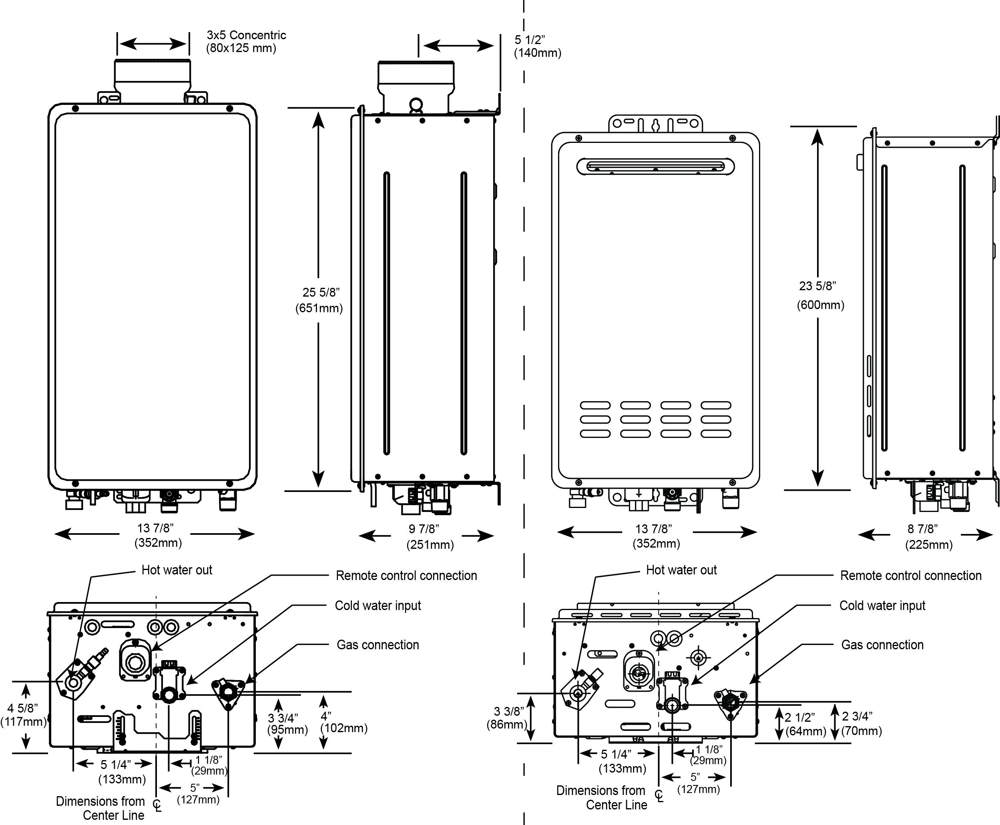 3x5 Concentric
(80x125 mm)
5 1/2”
(140mm)
25 5/8”
(651mm)
23 5/8”
(600mm)
13 7/8”
(352mm)
9 7/8”
(251mm)
13 7/8”
(352mm)
8 7/8”
(225mm)
Hot water out
Remote control connection
Cold water input
Gas connection
4 5/8”
(117mm)
3 3/4”
(95mm)
4”
(102mm)
5 1/4”
(133mm)
1 1/8”
(29mm)
5”
(127mm)
Dimensions from
Center Line
CL
Hot water out
Remote control connection
Cold water input
Gas connection
3 3/8”
(86mm)
2 1/2”
(64mm)
2 3/4”
(70mm)
5 1/4”
(133mm)
1 1/8”
(29mm)
5”
(127mm)
Dimensions from
Center Line
CL